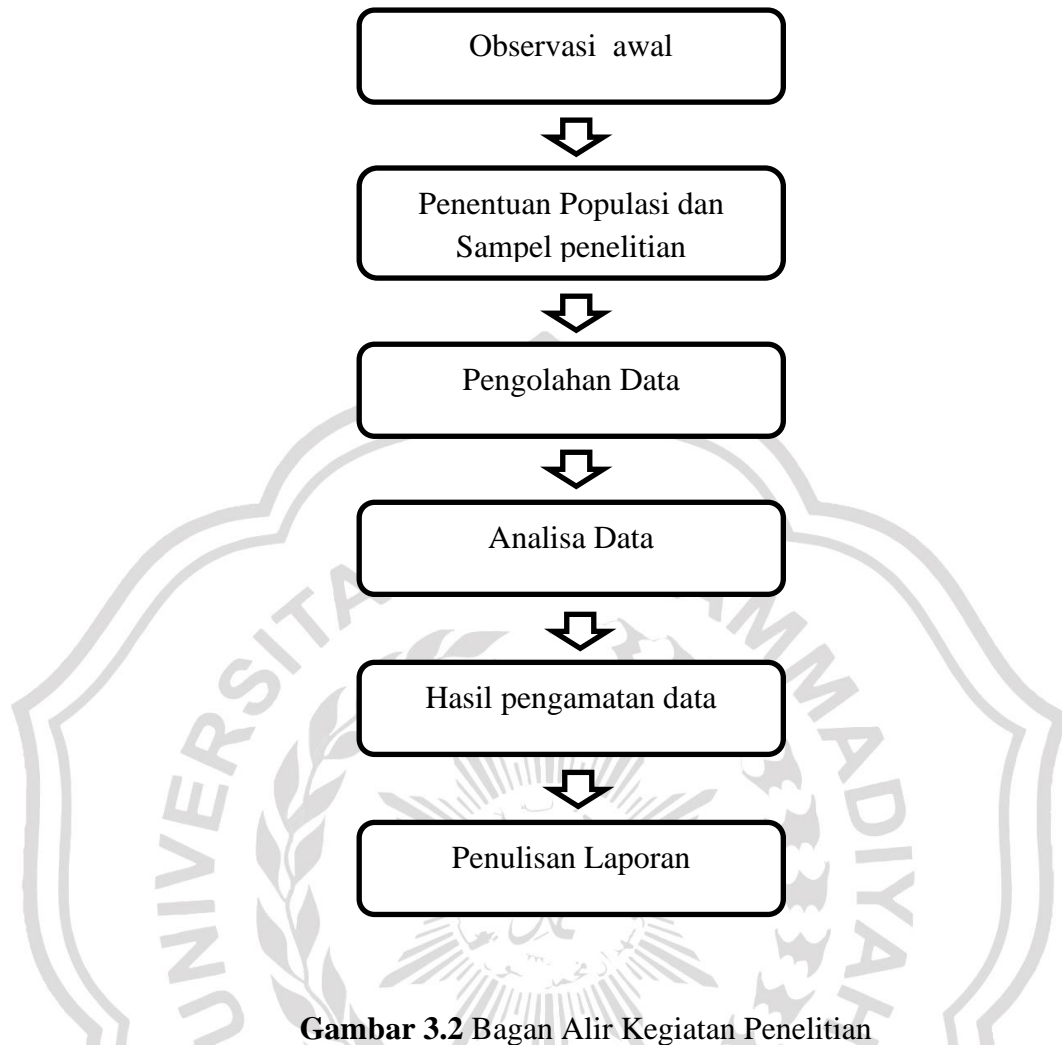 Observasi  awal
Penentuan Populasi dan
Sampel penelitian
Pengolahan Data
Analisa Data
Hasil pengamatan data
Penulisan Laporan
Gambar 3.2 Bagan Alir Kegiatan Penelitian